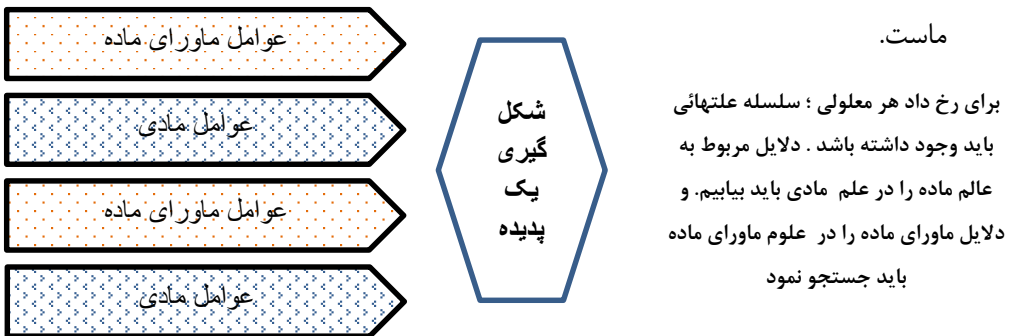 ماست.
برای رخ داد هر معلولی ؛ سلسله علتهائی
باید وجود داشته باشد . دلایل مربوط به
عالم ماده را در علم مادی باید بیابیم. و
دلایل ماورای ماده را در علوم ماورای ماده
باید جستجو نمود
شکل
گیری
یک
پدیده
عوامل ماورای ماده
عوامل مادی
عوامل ماورای ماده
عوامل مادی